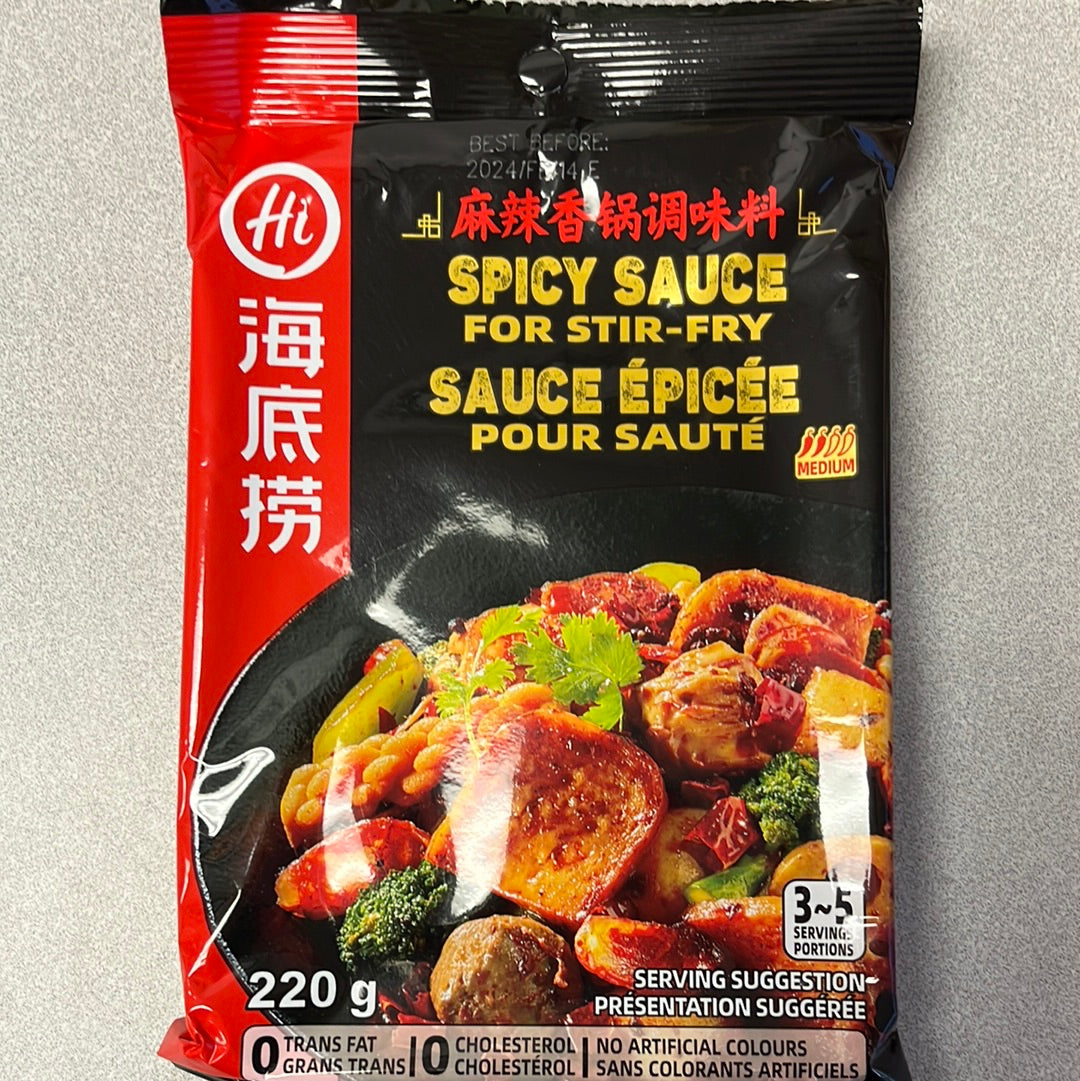 BEST BEFORE:
Hi
海底捞
麻辣香锅调味料
SPICY SAUCE
FOR STIR-FRY
SAUCE ÉPICÉE
POUR SAUTÉ
MEDIUM
3~5
SERVINGS
PORTIONS
220 g
SERVING SUGGESTION
PRÉSENTATION SUGGÉRÉE
0 TRANS FAT
GRANS TRANS
0 CHOLESTEROL
CHOLESTÉROL
NO ARTIFICIAL COLOURS
SANS COLORANTS ARTIFICIELS